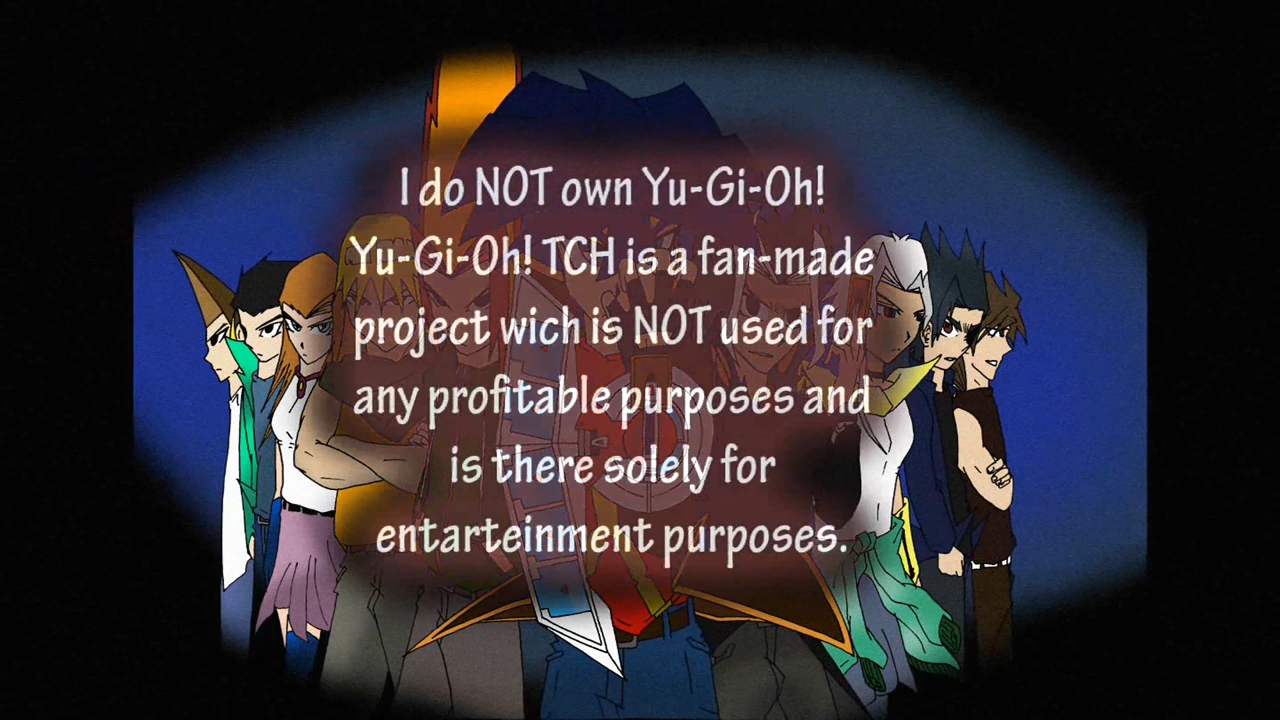 I do NOT own Yu-Gi-Oh!
Yu-Gi-Oh! TCH is a fan-made
project wich is NOT used for
any profitable purposes and
is there solely for
entarteinment purposes.